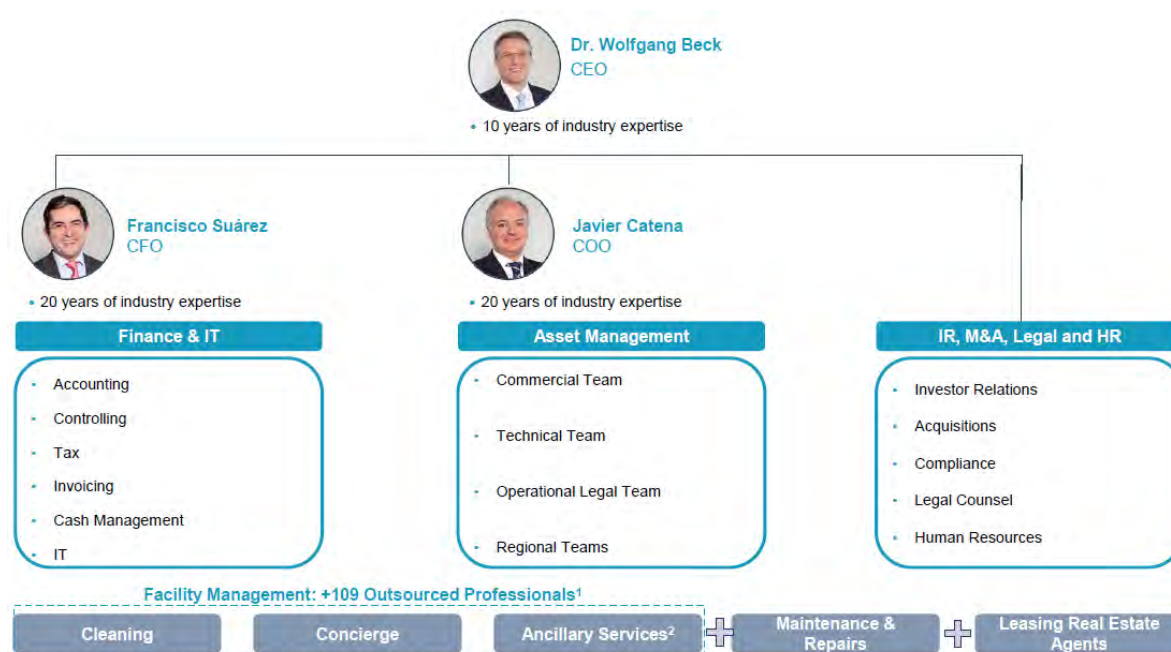 Dr. Wolfgang Beck
CEO
• 10 years of industry expertise
Francisco Suárez
CFO
• 20 years of industry expertise
Javier Catena
COO
• 20 years of industry expertise
Finance & IT
- Accounting
- Controlling
- Tax
- Invoicing
- Cash Management
- IT
Asset Management
- Commercial Team
- Technical Team
- Operational Legal Team
- Regional Teams
IR, M&A, Legal and HR
- Investor Relations
- Acquisitions
- Compliance
- Legal Counsel
- Human Resources
Facility Management: +109 Outsourced Professionals¹
Cleaning
Concierge
Ancillary Services²
Maintenance &
Repairs
Leasing Real Estate
Agents